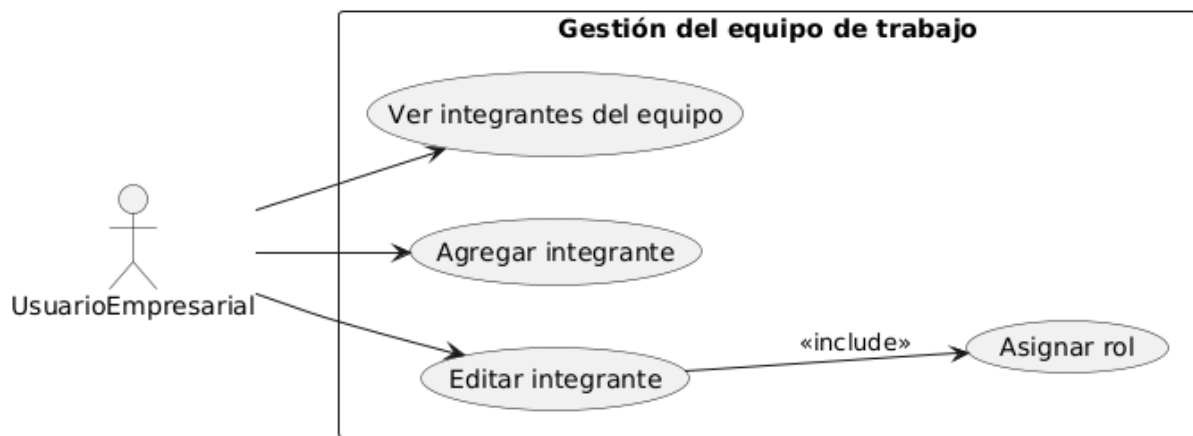 Gestión del equipo de trabajo
Ver integrantes del equipo
Agregar integrante
UsuarioEmpresarial
«include»
Asignar rol
Editar integrante